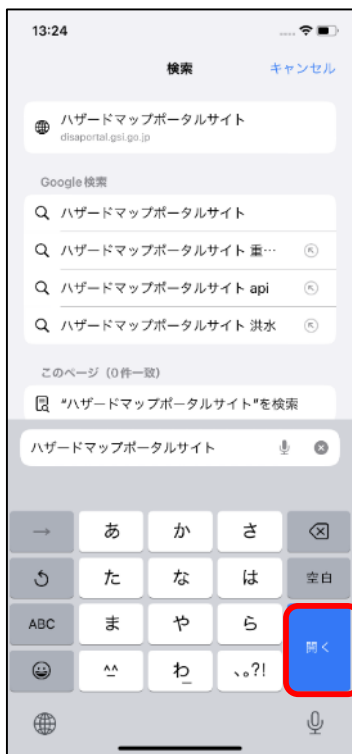 13:24
検索
キャンセル
ハザードマップポータルサイト
disaportal.gsi.go.jp
Google 検索
ハザードマップポータルサイト
ハザードマップポータルサイト 重…
ハザードマップポータルサイト api
ハザードマップポータルサイト 洪水
このページ（0件一致）
“ハザードマップポータルサイト”を検索
ハザードマップポータルサイト
→ あ か さ
た な は 空白
ABC ま や ら 開く
^^ わ_ 、。?!